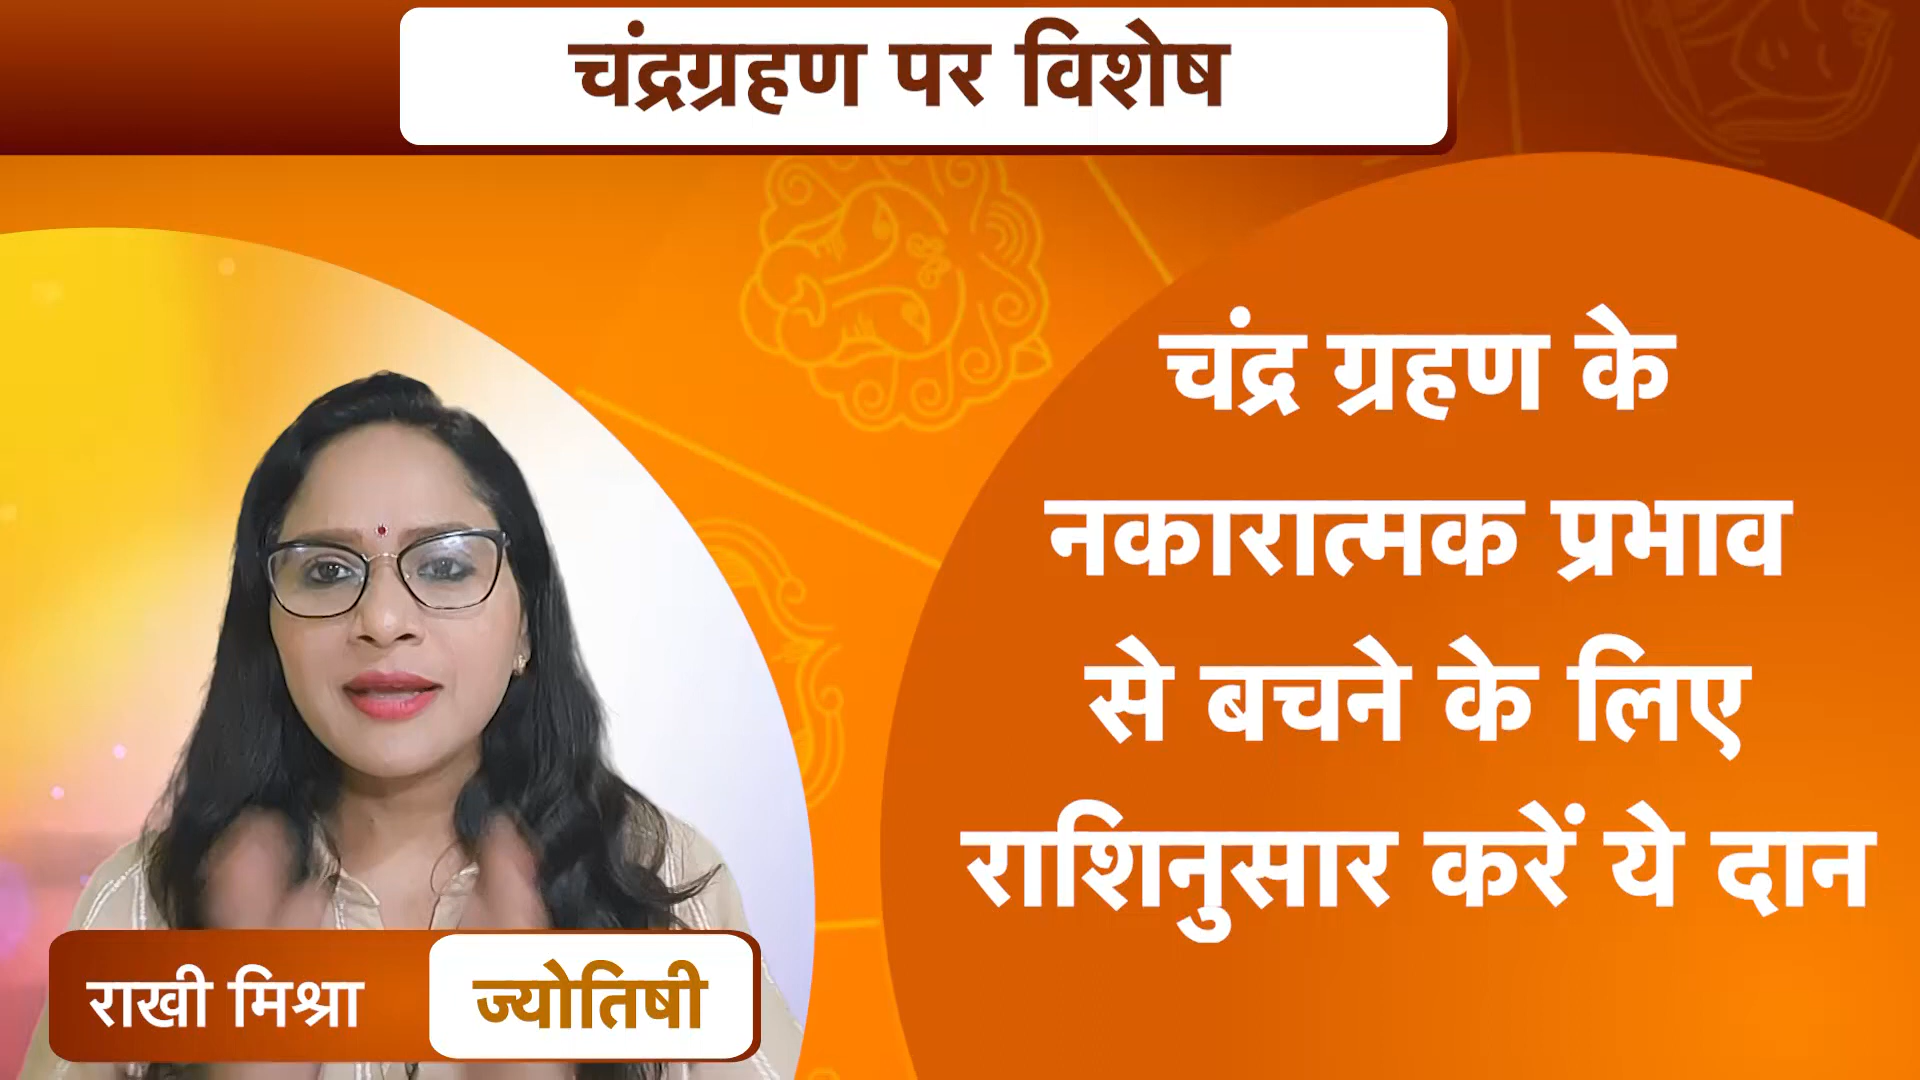 चंद्रग्रहण पर विशेष
चंद्र ग्रहण के
नकारात्मक प्रभाव
से बचने के लिए
राशिनुसार करें ये दान
राखी मिश्रा
ज्योतिषी